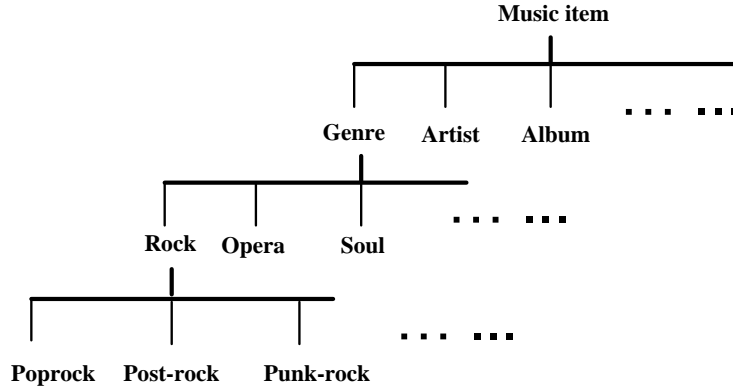 Music item
Genre Artist Album
Rock Opera Soul
Poprock Post-rock Punk-rock